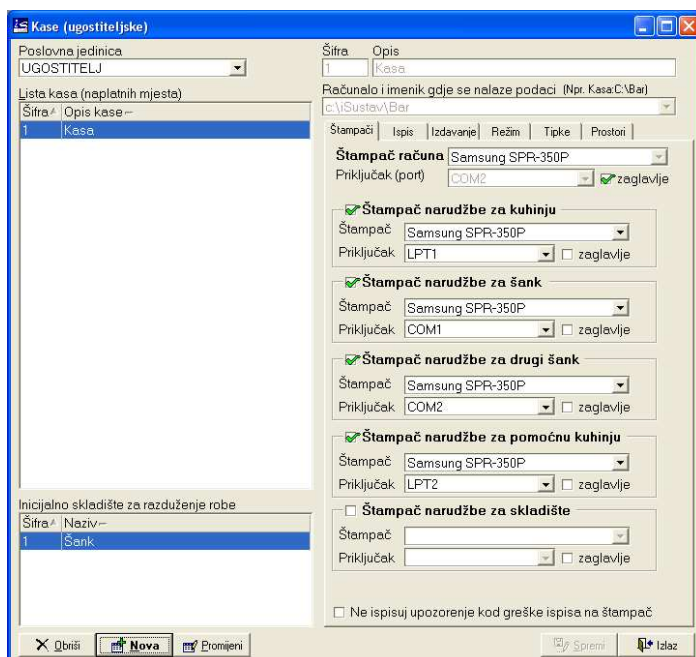 Kase (ugostiteljske)
Poslovna jedinica
UGOSTITELJ
Lista kasa (naplatnih mjesta)
Šifra Opis kase
1 Kasa
Inicijalno skladište za razduženje robe
Šifra Naziv
1 Šank
Šifra Opis
1 Kasa
Računalo i imenik gdje se nalaze podaci (Npr. Kasa:C:\Bar)
c:\iSustav\Bar
Štampači Ispis Izdavanje Režim Tipke Prostori
Štampač računa Samsung SPR-350P
Priključak (port) COM2 zaglavlje
Štampač narudžbe za kuhinju
Štampač Samsung SPR-350P
Priključak LPT1 zaglavlje
Štampač narudžbe za šank
Štampač Samsung SPR-350P
Priključak COM1 zaglavlje
Štampač narudžbe za drugi šank
Štampač Samsung SPR-350P
Priključak COM2 zaglavlje
Štampač narudžbe za pomoćnu kuhinju
Štampač Samsung SPR-350P
Priključak LPT2 zaglavlje
Štampač narudžbe za skladište
Štampač
Priključak zaglavlje
Ne ispisuj upozorenje kod greške ispisa na štampač
Obriši Nova Promijeni Spremi Izlaz